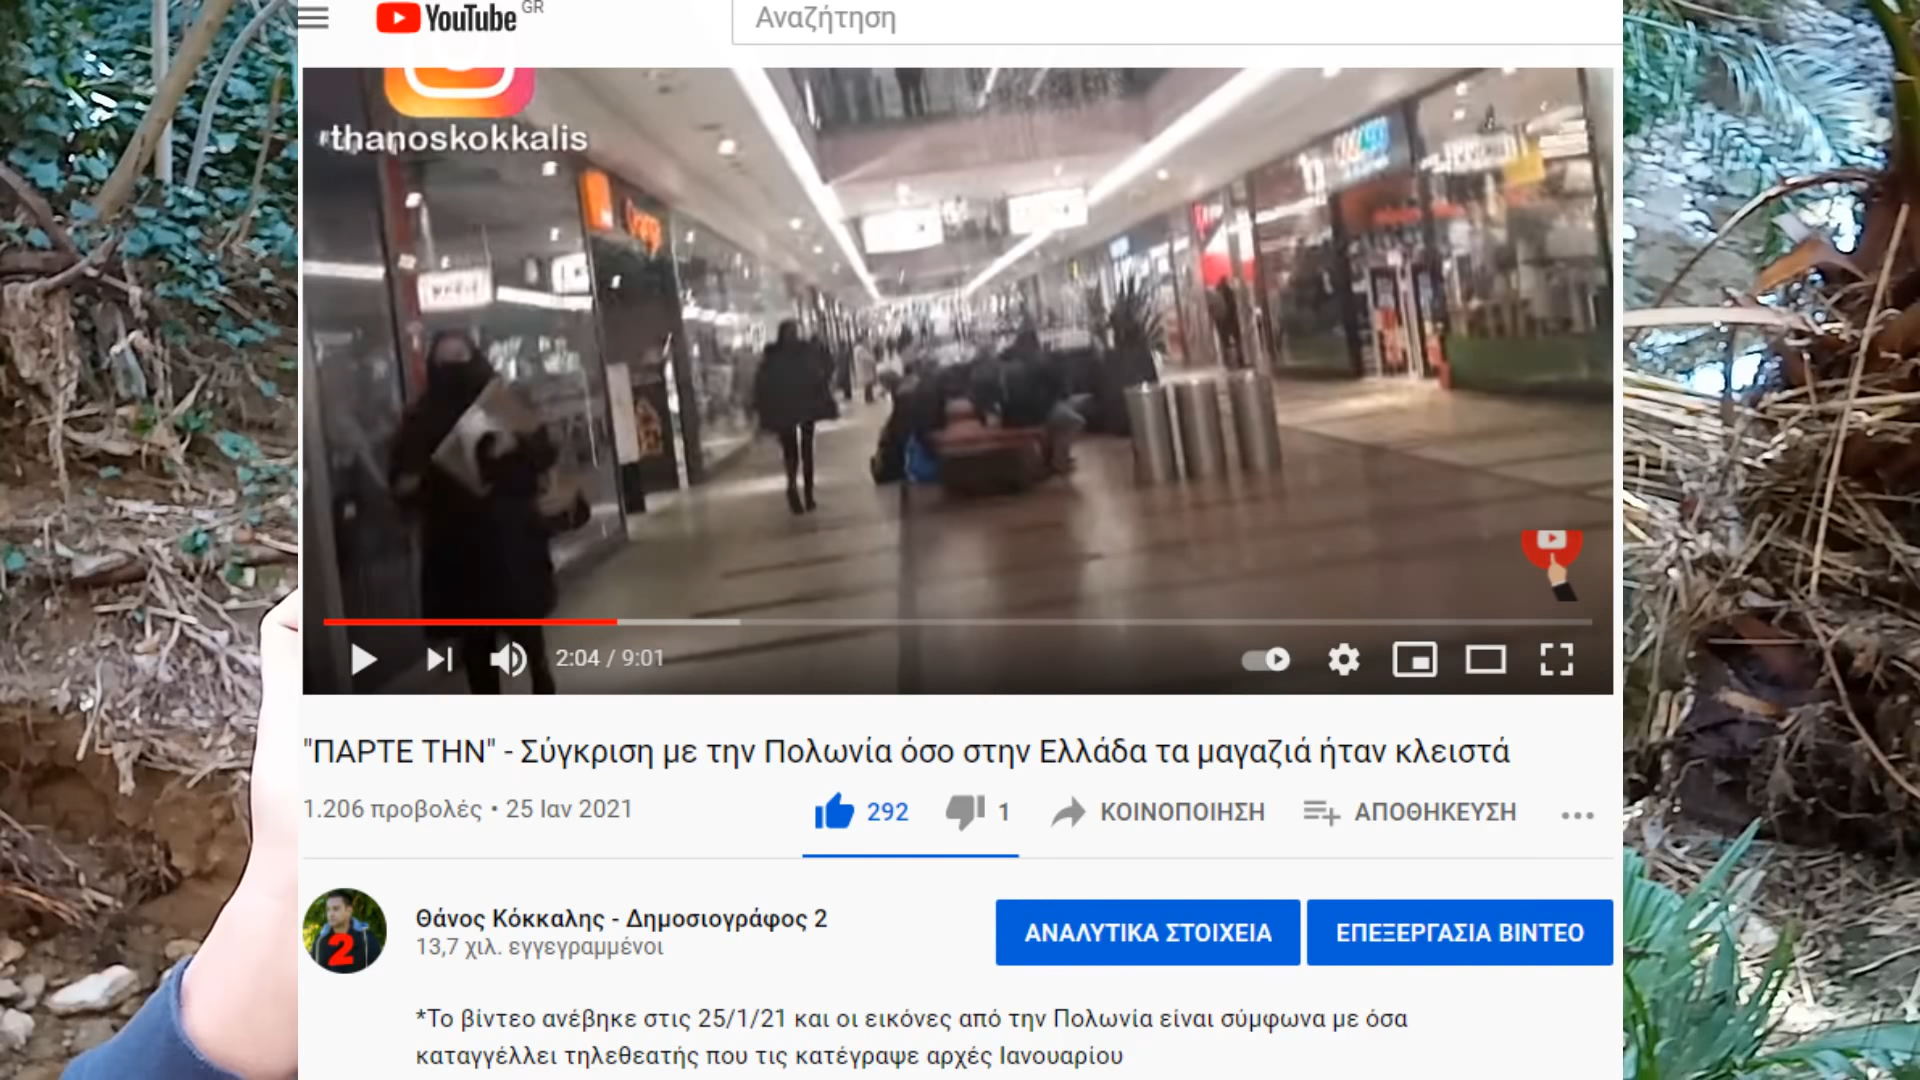 YouTube GR
Αναζήτηση
#thanoskokkalis
Orange
2:04 / 9:01
"ΠΑΡΤΕ ΤΗΝ" - Σύγκριση με την Πολωνία όσο στην Ελλάδα τα μαγαζιά ήταν κλειστά
1.206 προβολές • 25 Ιαν 2021
292
1
ΚΟΙΝΟΠΟΙΗΣΗ
ΑΠΟΘΗΚΕΥΣΗ
Θάνος Κόκκαλης - Δημοσιογράφος 2
2
13,7 χιλ. εγγεγραμμένοι
ΑΝΑΛΥΤΙΚΑ ΣΤΟΙΧΕΙΑ
ΕΠΕΞΕΡΓΑΣΙΑ ΒΙΝΤΕΟ
*Το βίντεο ανέβηκε στις 25/1/21 και οι εικόνες από την Πολωνία είναι σύμφωνα με όσα
καταγγέλλει τηλεθεατής που τις κατέγραψε αρχές Ιανουαρίου